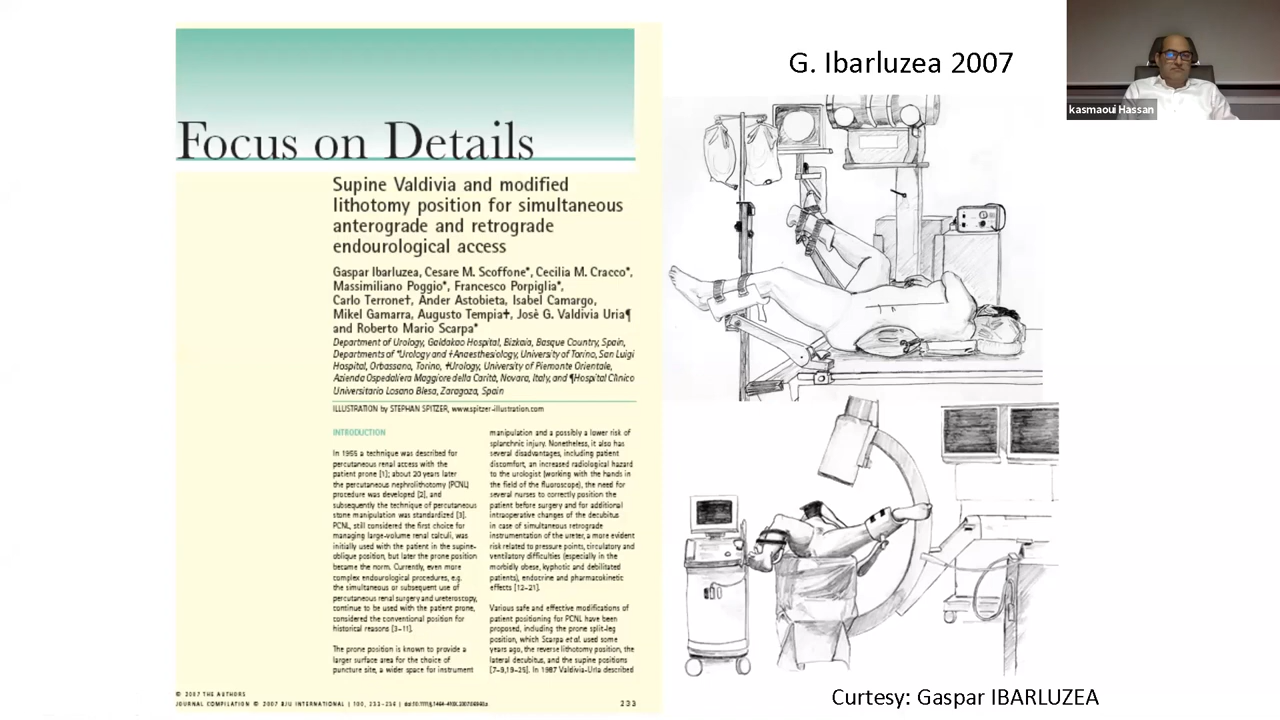 G. Ibarluzea 2007
kasmaoui Hassan
Focus on Details
Supine Valdivia and modified
lithotomy position for simultaneous
anterograde and retrograde
endourological access
Gaspar Ibarluzea, Cesare M. Scoffone*, Cecilia M. Cracco*,
Massimiliano Poggio*, Francesco Porpiglia*,
Carlo Terrone†, Ander Astobieta, Isabel Camargo,
Mikel Gamarra, Augusto Tempia‡, Josè G. Valdivia Uria¶
and Roberto Mario Scarpa*
Department of Urology, Galdakao Hospital, Bizkaia, Basque Country, Spain,
Departments of *Urology and ‡Anaesthesiology, University of Torino, San Luigi
Hospital, Orbassano, Torino, †Urology, University of Piemonte Orientale,
Azienda Ospedaliera Maggiore della Carità, Novara, Italy, and ¶Hospital Clìnico
Universitario Losano Blesa, Zaragoza, Spain
ILLUSTRATION by STEPHAN SPITZER, www.spitzer-illustration.com
INTRODUCTION
In 1955 a technique was described for
percutaneous renal access with the
patient prone [1]; about 20 years later
the percutaneous nephrolithotomy (PCNL)
procedure was developed [2], and
subsequently the technique of percutaneous
stone manipulation was standardized [3].
PCNL, still considered the first choice for
managing large-volume renal calculi, was
initially used with the patient in the supine-
oblique position, but later the prone position
became the norm. Currently, even more
complex endourological procedures, e.g.
the simultaneous or subsequent use of
percutaneous renal surgery and ureteroscopy,
continue to be used with the patient prone,
considered the conventional position for
historical reasons [3–11].
The prone position is known to provide a
larger surface area for the choice of
puncture site, a wider space for instrument
manipulation and a possibly a lower risk of
splanchnic injury. Nonetheless, it also has
several disadvantages, including patient
discomfort, an increased radiological hazard
to the urologist (working with the hands in
the field of the fluoroscope), the need for
several nurses to correctly position the
patient before surgery and for additional
intraoperative changes of the decubitus
in case of simultaneous retrograde
instrumentation of the ureter, a more evident
risk related to pressure points, circulatory and
ventilatory difficulties (especially in the
morbidly obese, kyphotic and debilitated
patients), endocrine and pharmacokinetic
effects [12–21].
Various safe and effective modifications of
patient positioning for PCNL have been
proposed, including the prone split-leg
position, which Scarpa et al. used some
years ago, the reverse lithotomy position, the
lateral decubitus, and the supine positions
[7–9,19–25]. In 1987 Valdivia-Uria described
© 2007 THE AUTHORS
JOURNAL COMPILATION © 2007 BJU INTERNATIONAL | 100, 233–236 |
233
Curtesy: Gaspar IBARLUZEA